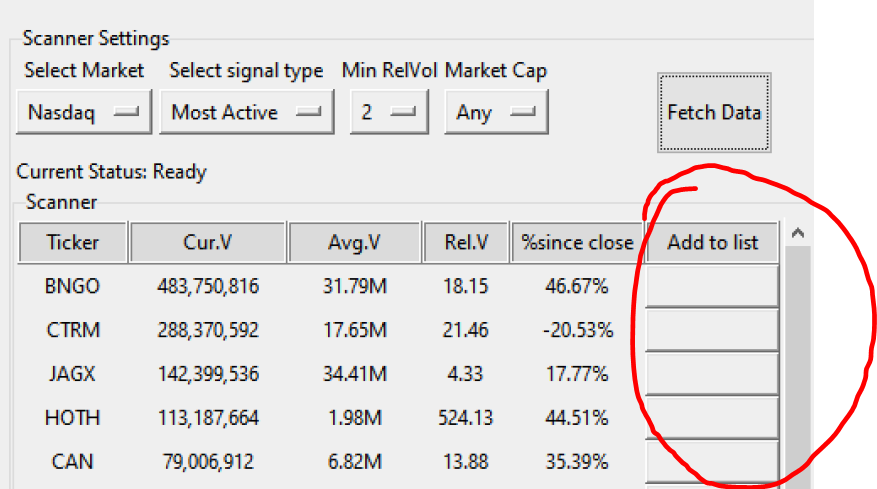 Scanner Settings
Select Market Select signal type Min RelVol Market Cap
Nasdaq Most Active 2 Any Fetch Data
Current Status: Ready
Scanner
Ticker Cur.V Avg.V Rel.V %since close Add to list
BNGO 483,750,816 31.79M 18.15 46.67%
CTRM 288,370,592 17.65M 21.46 -20.53%
JAGX 142,399,536 34.41M 4.33 17.77%
HOTH 113,187,664 1.98M 524.13 44.51%
CAN 79,006,912 6.82M 13.88 35.39%